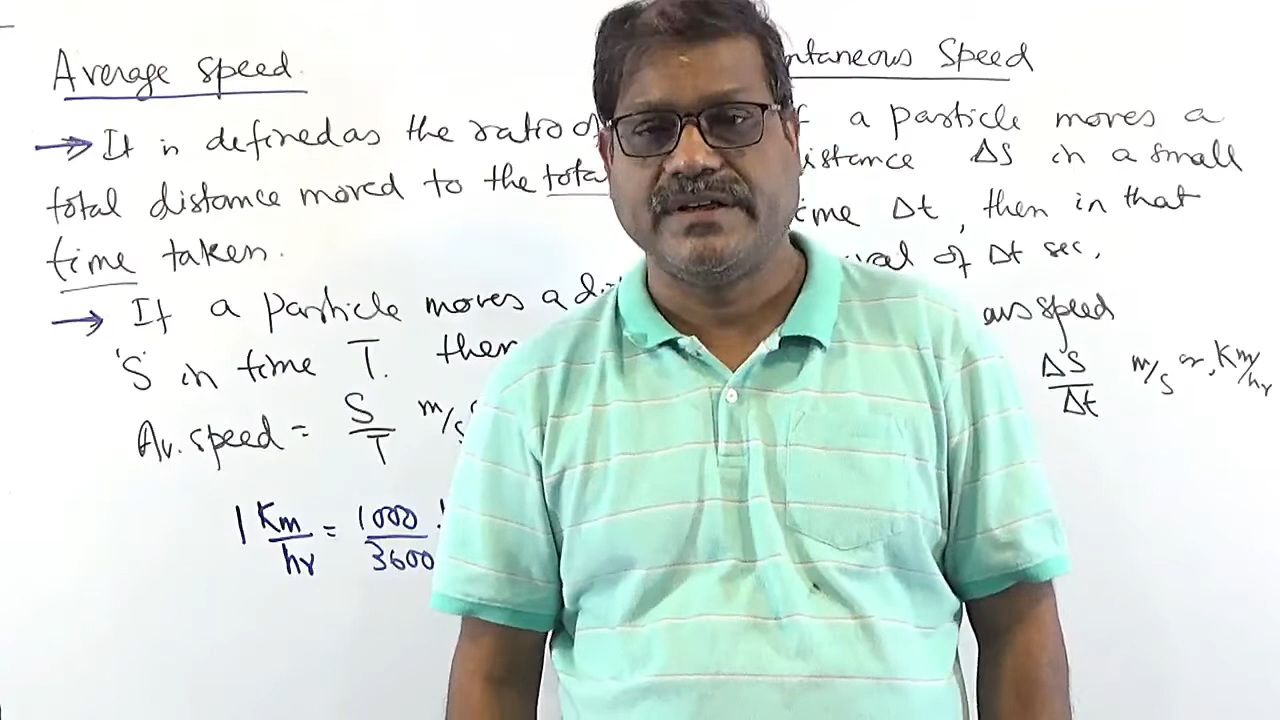 Average speed.
It is defined as the ratio of
total distance moved to the total
time taken.
If a particle moves a
'S' in time T. then
Av. speed = S/T m/s
1 Km/hr = 1000/3600
ntaneous Speed
a particle moves a
istance ΔS in a small
ime Δt, then in that
val of Δt sec,
ous speed
ΔS/Δt m/s or, Km/hr